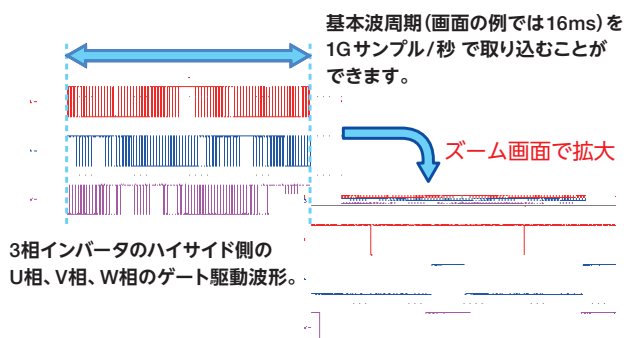 基本波周期(画面の例では16ms)を
1Gサンプル/秒 で取り込むことが
できます。
ズーム画面で拡大
3相インバータのハイサイド側の
U相、V相、W相のゲート駆動波形。